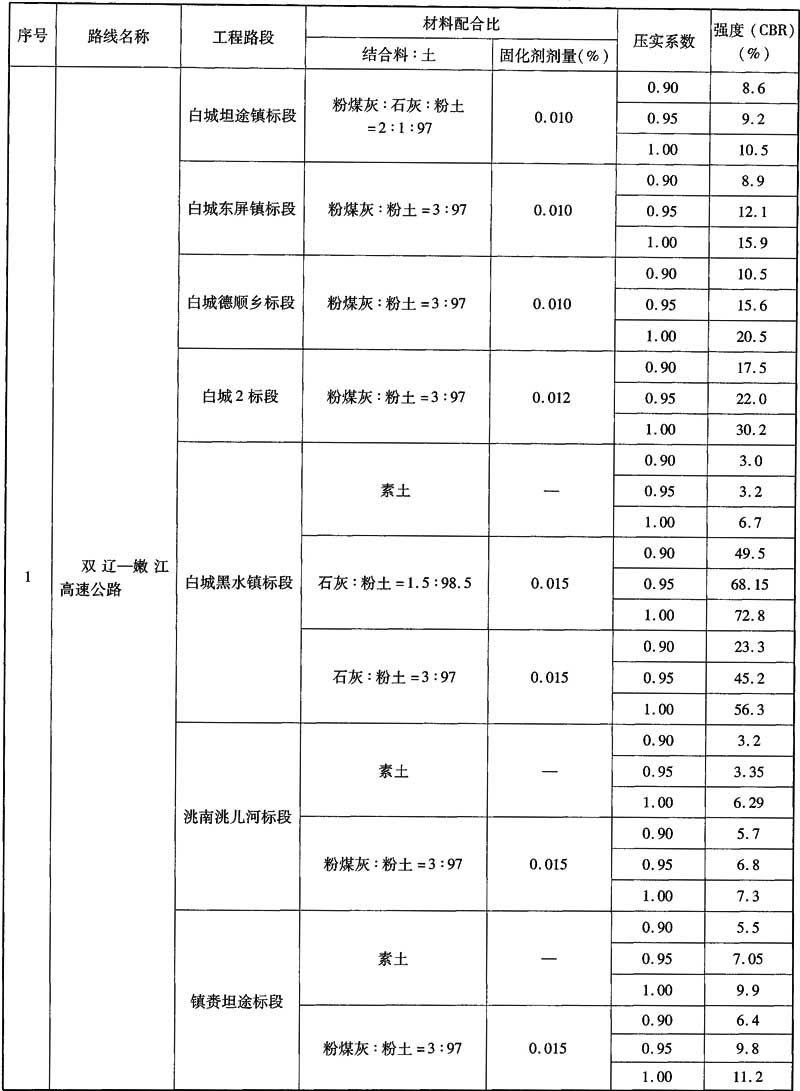 序号 路线名称 工程路段 材料配合比 压实系数 强度(CBR)(%)
结合料:土 固化剂剂量(%)
1 双辽—嫩江高速公路
白城坦途镇标段 粉煤灰:石灰:粉土=2:1:97 0.010 0.90 8.6
0.95 9.2
1.00 10.5
白城东屏镇标段 粉煤灰:粉土=3:97 0.010 0.90 8.9
0.95 12.1
1.00 15.9
白城德顺乡标段 粉煤灰:粉土=3:97 0.010 0.90 10.5
0.95 15.6
1.00 20.5
白城2标段 粉煤灰:粉土=3:97 0.012 0.90 17.5
0.95 22.0
1.00 30.2
白城黑水镇标段 素土 — 0.90 3.0
0.95 3.2
1.00 6.7
石灰:粉土=1.5:98.5 0.015 0.90 49.5
0.95 68.15
1.00 72.8
石灰:粉土=3:97 0.015 0.90 23.3
0.95 45.2
1.00 56.3
洮南洮儿河标段 素土 — 0.90 3.2
0.95 3.35
1.00 6.29
粉煤灰:粉土=3:97 0.015 0.90 5.7
0.95 6.8
1.00 7.3
镇赉坦途标段 素土 — 0.90 5.5
0.95 7.05
1.00 9.9
粉煤灰:粉土=3:97 0.015 0.90 6.4
0.95 9.8
1.00 11.2